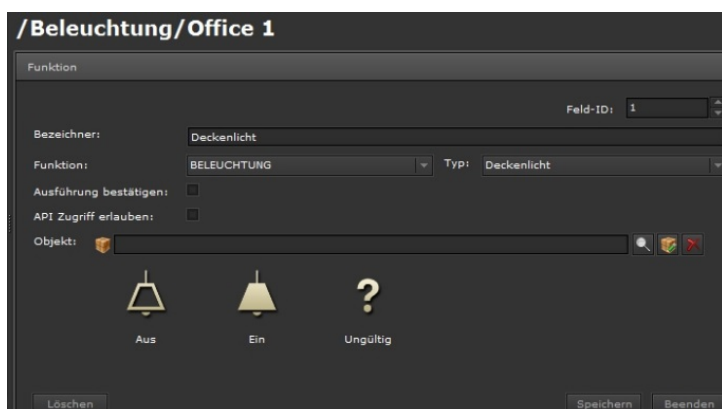 /Beleuchtung/Office 1
Funktion
Feld-ID: 1
Bezeichner: Deckenlicht
Funktion: BELEUCHTUNG Typ: Deckenlicht
Ausführung bestätigen:
API Zugriff erlauben:
Objekt:
?
Aus Ein Ungültig
Löschen Speichern Beenden